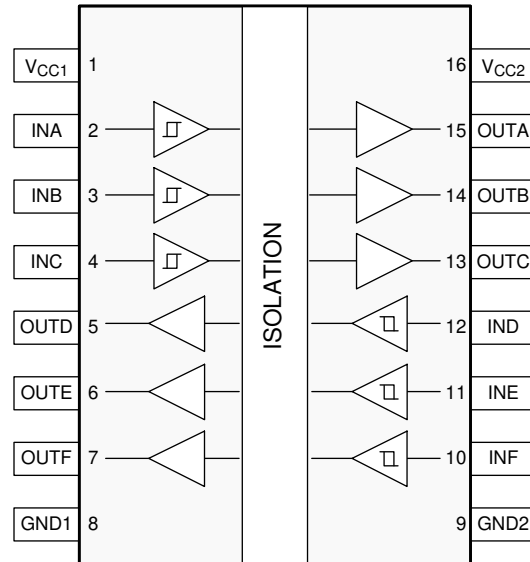 VCC1 1 16 VCC2
INA 2 15 OUTA
INB 3 14 OUTB
INC 4 13 OUTC
OUTD 5 12 IND
OUTE 6 11 INE
OUTF 7 10 INF
GND1 8 9 GND2
ISOLATION